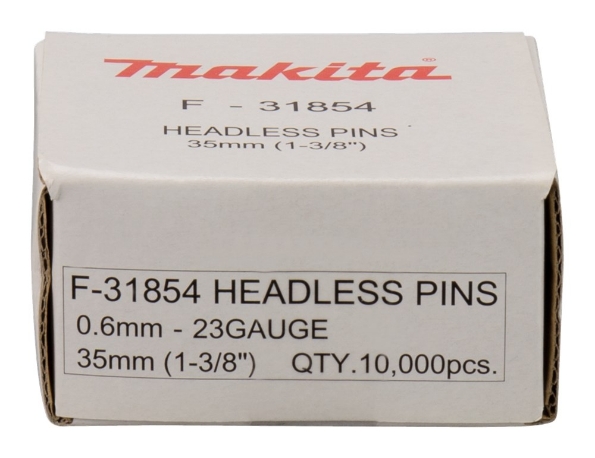 makita®
F - 31854
HEADLESS PINS
35mm (1-3/8")
F-31854 HEADLESS PINS
0.6mm - 23GAUGE
35mm (1-3/8") QTY.10,000pcs.